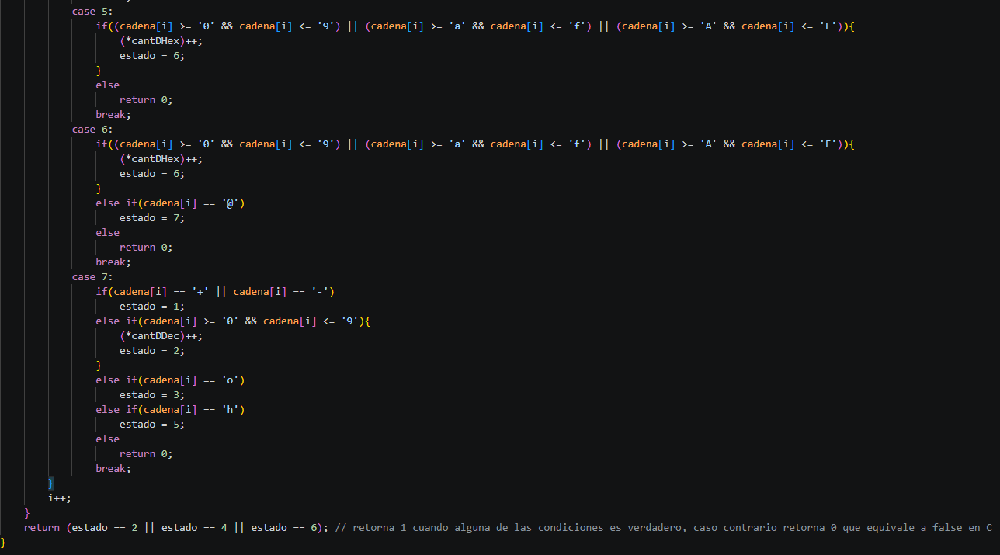 case 5:
if((cadena[i] >= '0' && cadena[i] <= '9') || (cadena[i] >= 'a' && cadena[i] <= 'f') || (cadena[i] >= 'A' && cadena[i] <= 'F')){
(*cantDHex)++;
estado = 6;
}
else
return 0;
break;
case 6:
if((cadena[i] >= '0' && cadena[i] <= '9') || (cadena[i] >= 'a' && cadena[i] <= 'f') || (cadena[i] >= 'A' && cadena[i] <= 'F')){
(*cantDHex)++;
estado = 6;
}
else if(cadena[i] == '@')
estado = 7;
else
return 0;
break;
case 7:
if(cadena[i] == '+' || cadena[i] == '-')
estado = 1;
else if(cadena[i] >= '0' && cadena[i] <= '9'){
(*cantDDec)++;
estado = 2;
}
else if(cadena[i] == 'o')
estado = 3;
else if(cadena[i] == 'h')
estado = 5;
else
return 0;
break;
}
i++;
}
return (estado == 2 || estado == 4 || estado == 6); // retorna 1 cuando alguna de las condiciones es verdadero, caso contrario retorna 0 que equivale a false en C
}